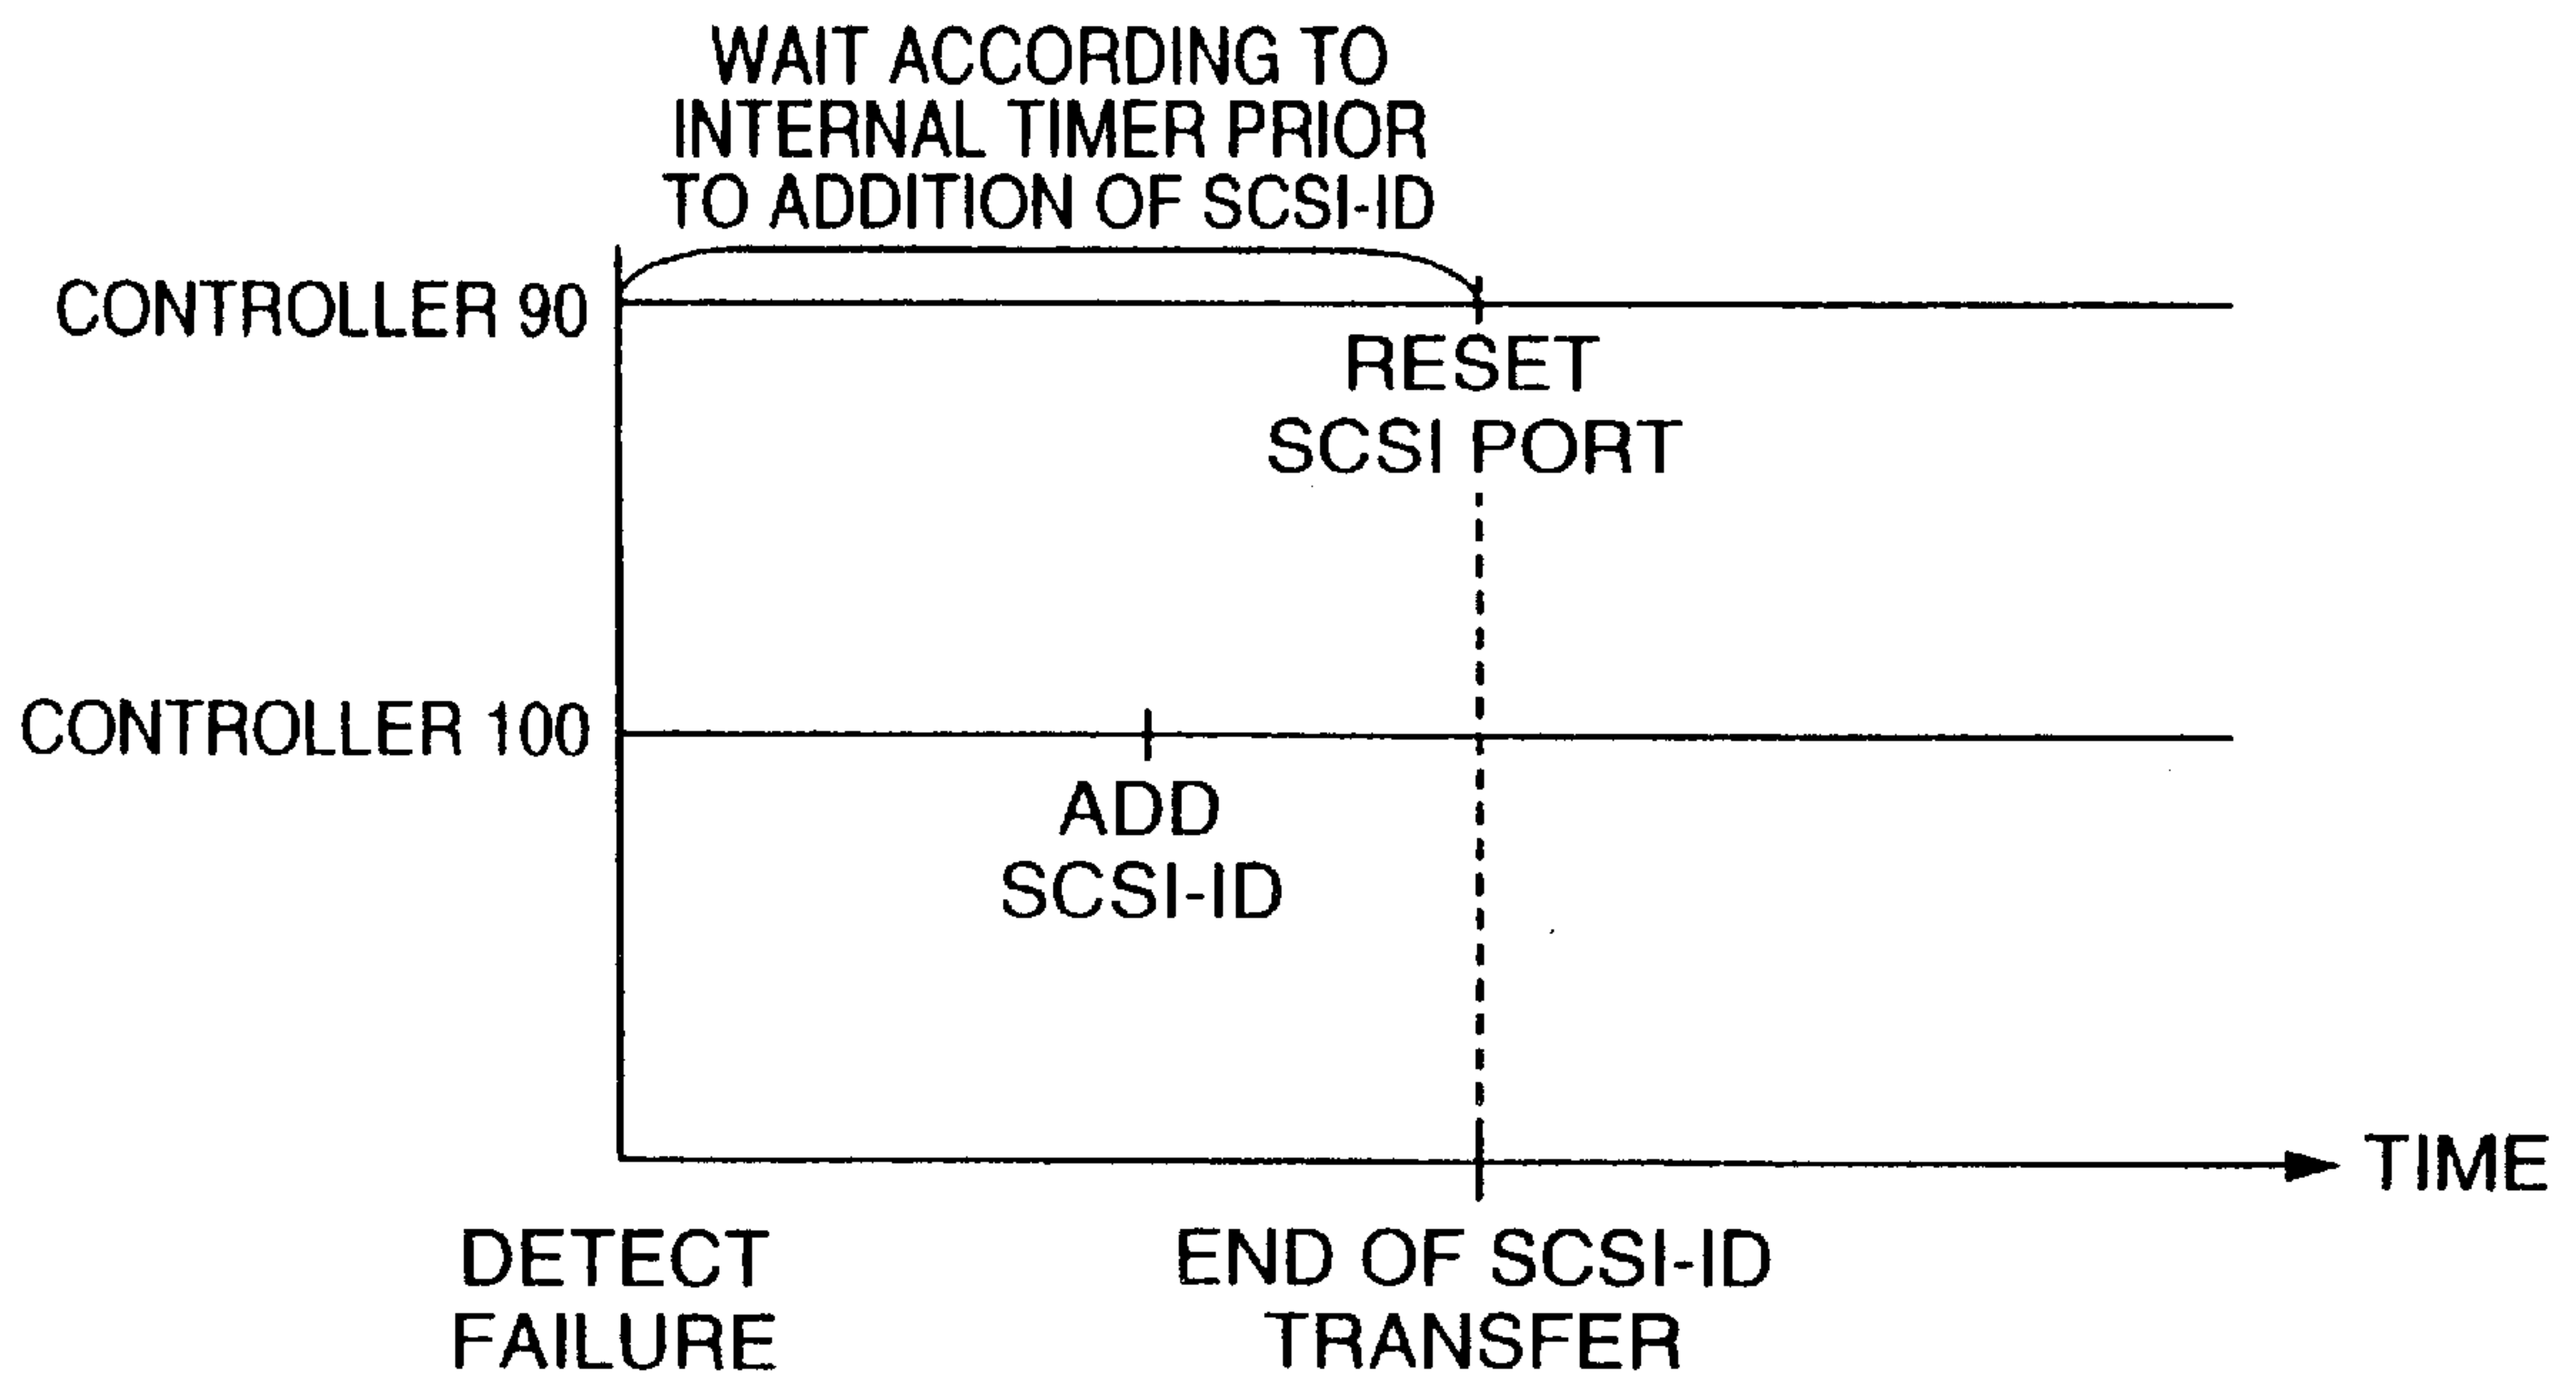 WAIT ACCORDING TO
INTERNAL TIMER PRIOR
TO ADDITION OF SCSI-ID
CONTROLLER 90
RESET
SCSI PORT
CONTROLLER 100
ADD
SCSI-ID
TIME
DETECT
FAILURE
END OF SCSI-ID
TRANSFER